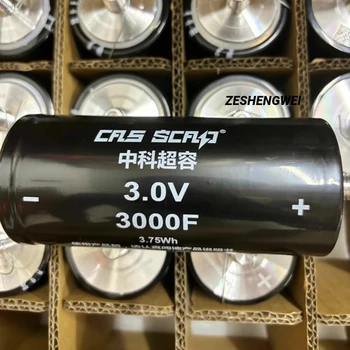 ZESHENGWEI
CAS SCAP
中科超容
3.0V
- +
3000F
3.75Wh